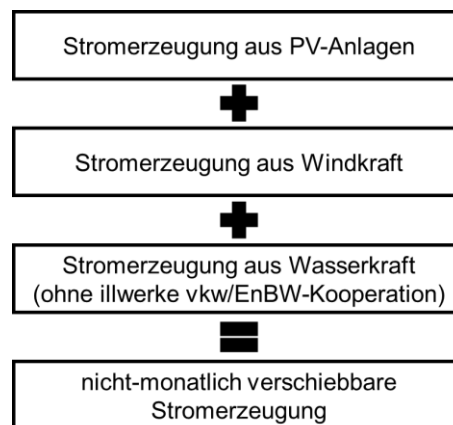 Stromerzeugung aus PV-Anlagen
+
Stromerzeugung aus Windkraft
+
Stromerzeugung aus Wasserkraft
(ohne illwerke vkw/EnBW-Kooperation)
=
nicht-monatlich verschiebbare
Stromerzeugung